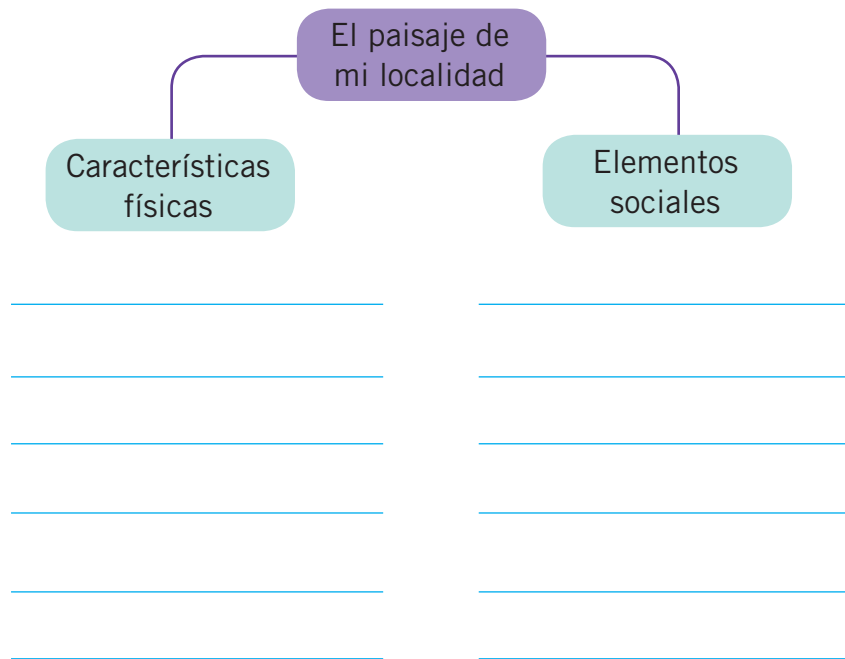 El paisaje de
mi localidad
Características
físicas
Elementos
sociales